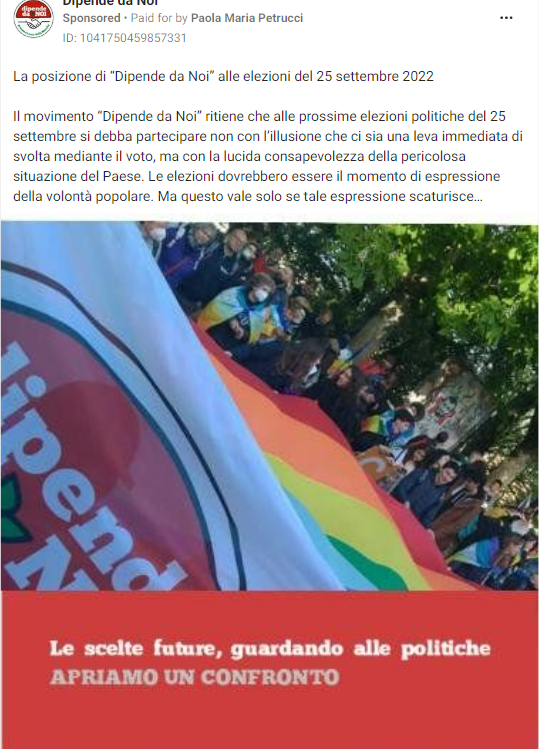 dipende
da NOI
Dipende da Noi
Sponsored • Paid for by Paola Maria Petrucci
ID: 1041750459857331
La posizione di “Dipende da Noi” alle elezioni del 25 settembre 2022
Il movimento “Dipende da Noi” ritiene che alle prossime elezioni politiche del 25
settembre si debba partecipare non con l’illusione che ci sia una leva immediata di
svolta mediante il voto, ma con la lucida consapevolezza della pericolosa
situazione del Paese. Le elezioni dovrebbero essere il momento di espressione
della volontà popolare. Ma questo vale solo se tale espressione scaturisce...
dipend
N
Le scelte future, guardando alle politiche
APRIAMO UN CONFRONTO